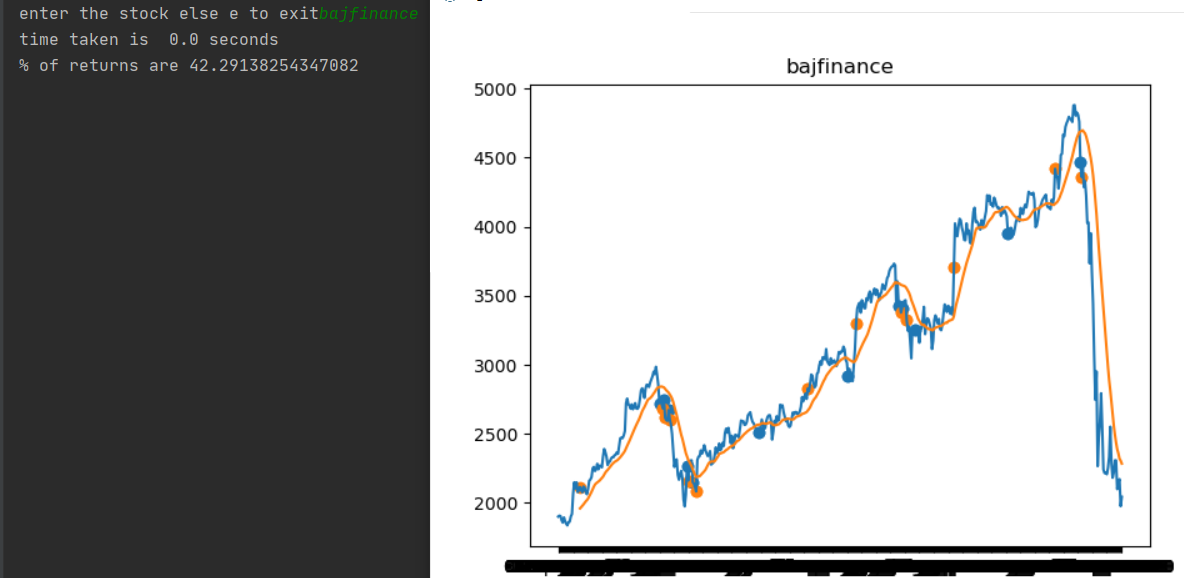 enter the stock else e to exitbajfinance
time taken is  0.0 seconds
% of returns are 42.29138254347082
bajfinance
5000
4500
4000
3500
3000
2500
2000